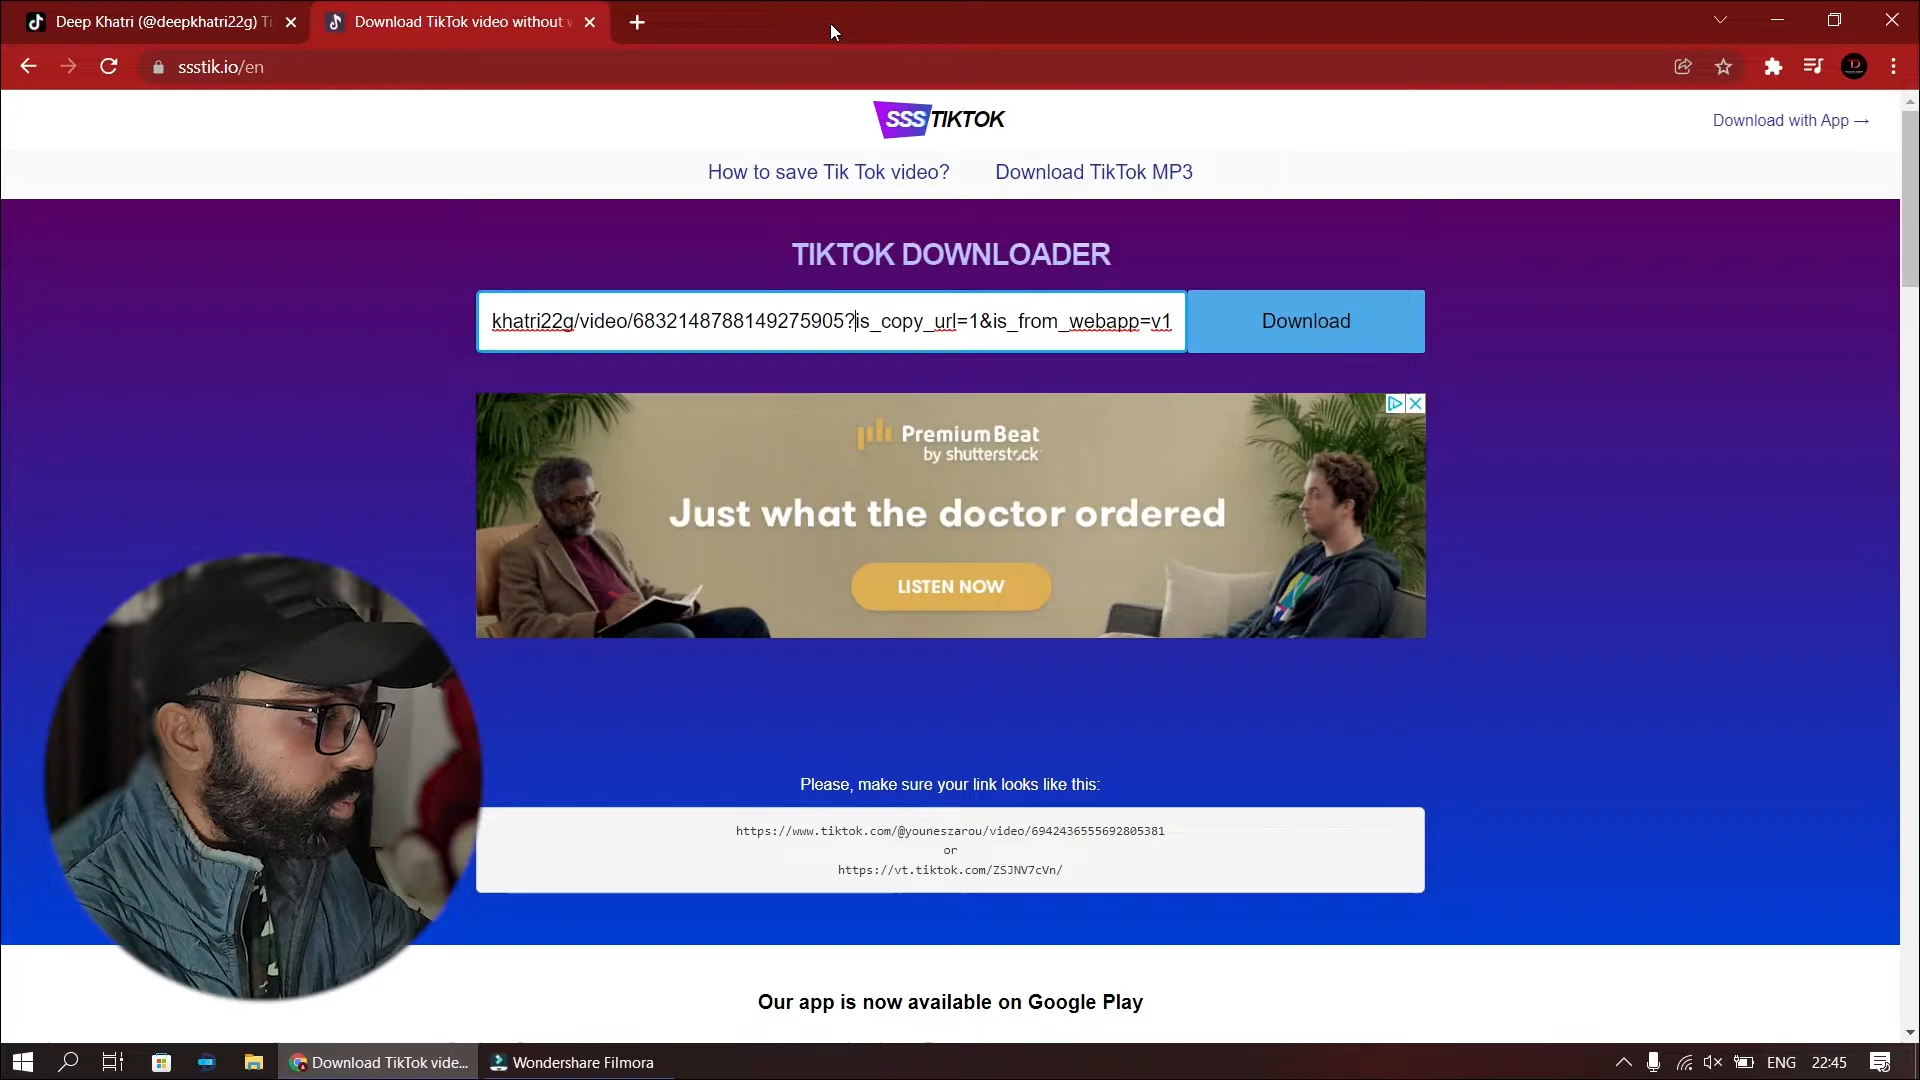 Deep Khatri (@deepkhatri22g) Ti
Download TikTok video without w
ssstik.io/en
SSSTIKTOK
Download with App →
How to save Tik Tok video?
Download TikTok MP3
TIKTOK DOWNLOADER
khatri22g/video/6832148788149275905?is_copy_url=1&is_from_webapp=v1
Download
PremiumBeat
by shutterstock
Just what the doctor ordered
LISTEN NOW
Please, make sure your link looks like this:
https://www.tiktok.com/@youneszarou/video/6942436555692805381
or
https://vt.tiktok.com/ZSJNV7cVn/
Our app is now available on Google Play
Download TikTok vide...
Wondershare Filmora
ENG
22:45